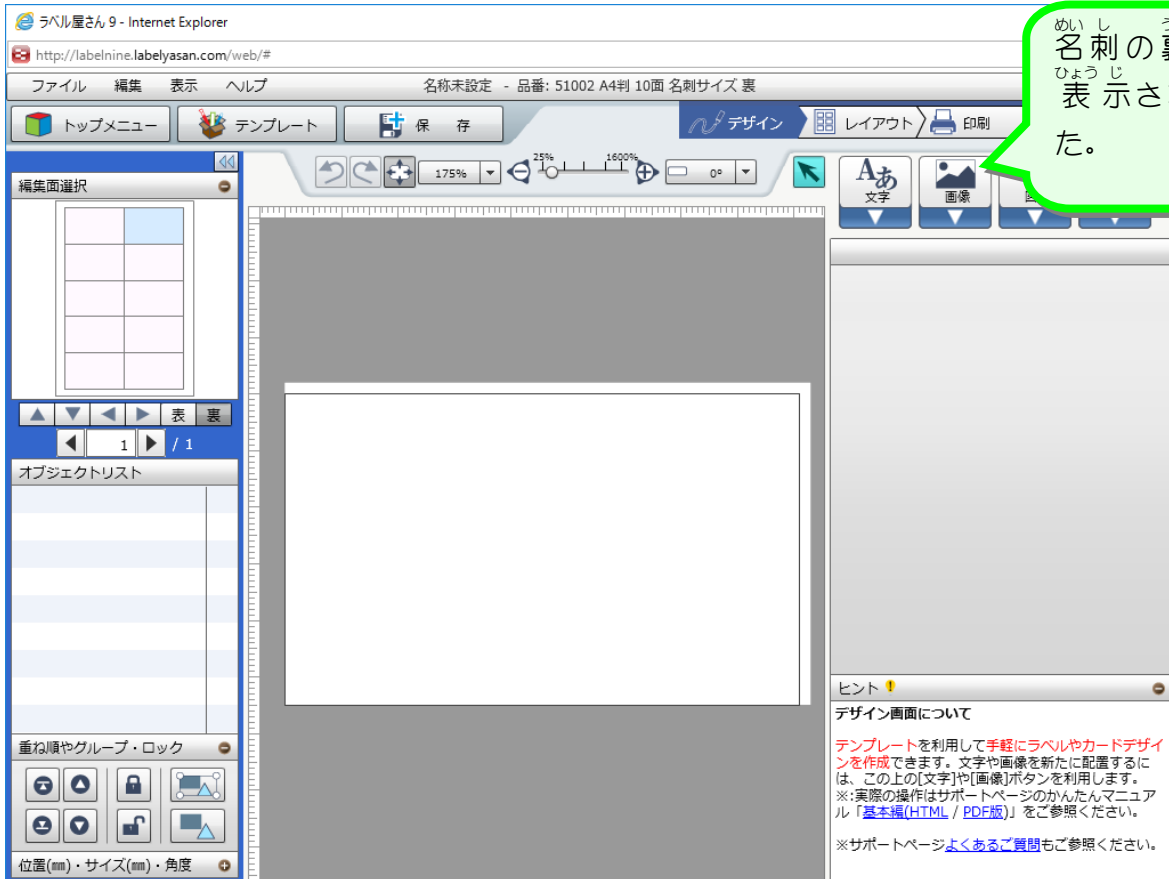 ラベル屋さん 9 - Internet Explorer
http://labelnine.labelyasan.com/web/#
ファイル 編集 表示 ヘルプ 名称未設定 - 品番: 51002 A4判 10面 名刺サイズ 裏
トップメニュー テンプレート 保 存 デザイン レイアウト 印刷
めい し
名刺の
ひょう じ
表示さ
た。
編集面選択
175% 25% 1600% 0°
Aあ
文字 画像
表 裏
1 / 1
オブジェクトリスト
重ね順やグループ・ロック
位置(㎜)・サイズ(㎜)・角度
ヒント
デザイン画面について
テンプレートを利用して手軽にラベルやカードデザイ
ンを作成できます。文字や画像を新たに配置するに
は、この上の[文字]や[画像]ボタンを利用します。
※:実際の操作はサポートページのかんたんマニュア
ル「基本編(HTML / PDF版)」をご参照ください。
※サポートページよくあるご質問もご参照ください。